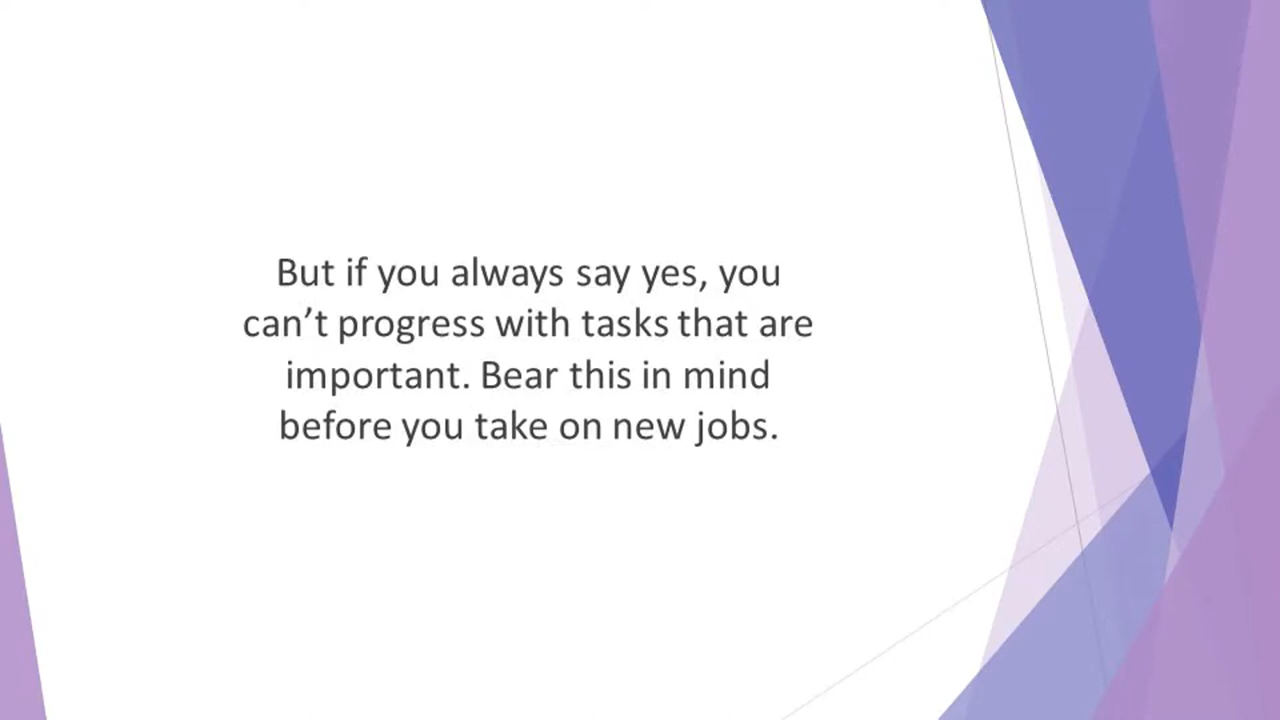 But if you always say yes, you
can’t progress with tasks that are
important. Bear this in mind
before you take on new jobs.